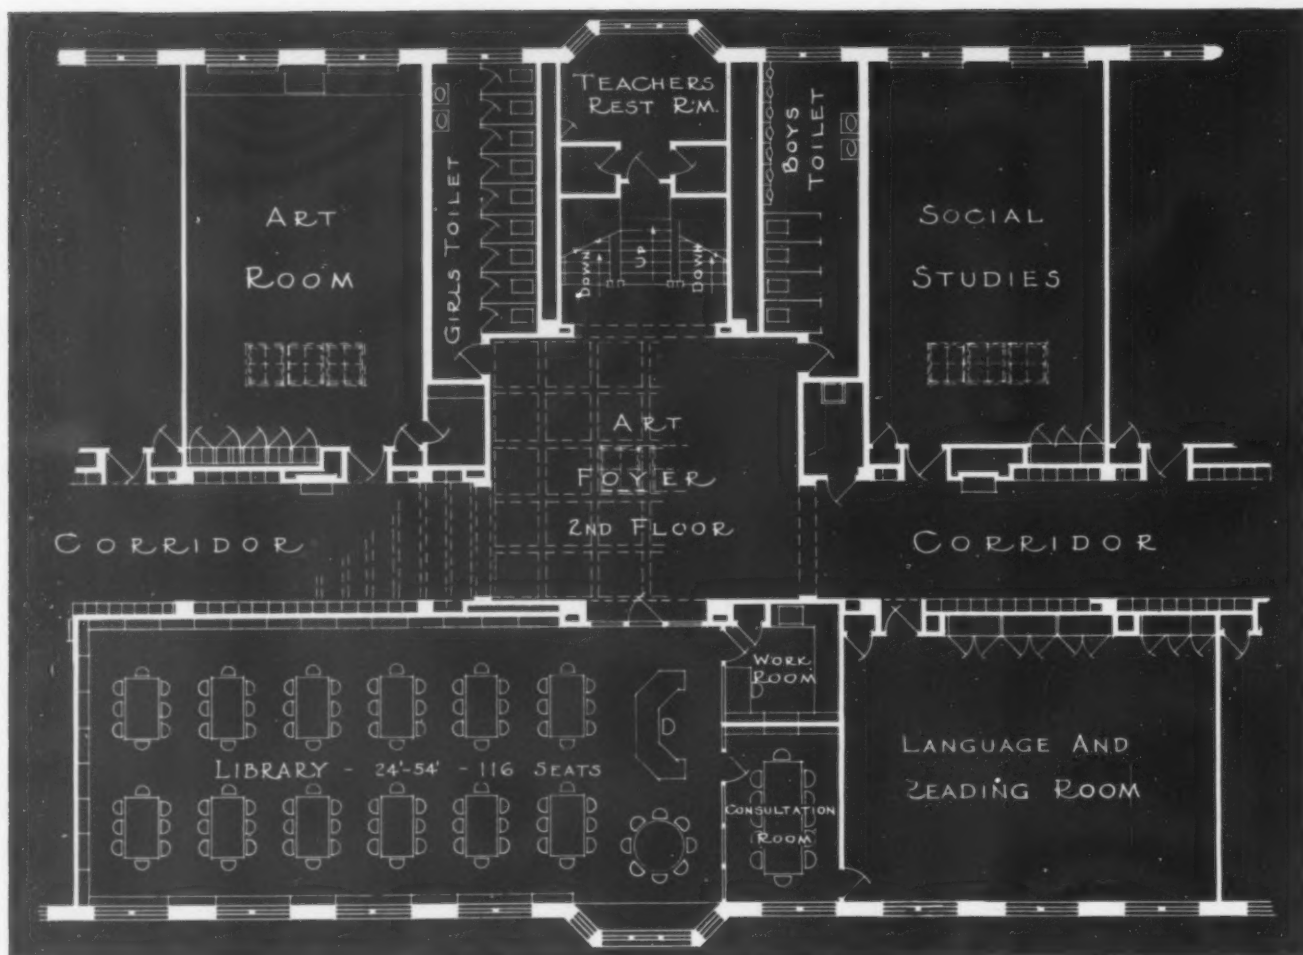 TEACHERS
REST R'M.
GIRLS TOILET
BOYS
TOILET
ART
ROOM
SOCIAL
STUDIES
DOWN
UP
DOWN
ART
FOYER
2ND FLOOR
CORRIDOR
CORRIDOR
WORK
ROOM
LIBRARY - 24'-54' - 116 SEATS
CONSULTATION
ROOM
LANGUAGE AND
READING ROOM